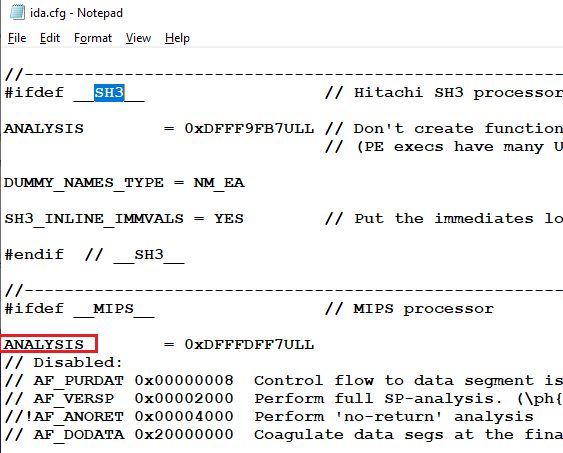 ida.cfg - Notepad
File Edit Format View Help
//----------------------------------------------------
#ifdef __SH3__ // Hitachi SH3 processor
ANALYSIS = 0xDFFF9FB7ULL // Don't create function
// (PE execs have many U
DUMMY_NAMES_TYPE = NM_EA
SH3_INLINE_IMMVALS = YES // Put the immediates lo
#endif // __SH3__
//----------------------------------------------------
#ifdef __MIPS__ // MIPS processor
ANALYSIS = 0xDFFFDFF7ULL
// Disabled:
// AF_PURDAT 0x00000008 Control flow to data segment is
// AF_VERSP 0x00002000 Perform full SP-analysis. (\ph{
//!AF_ANORET 0x00004000 Perform 'no-return' analysis
// AF_DODATA 0x20000000 Coagulate data segs at the fina